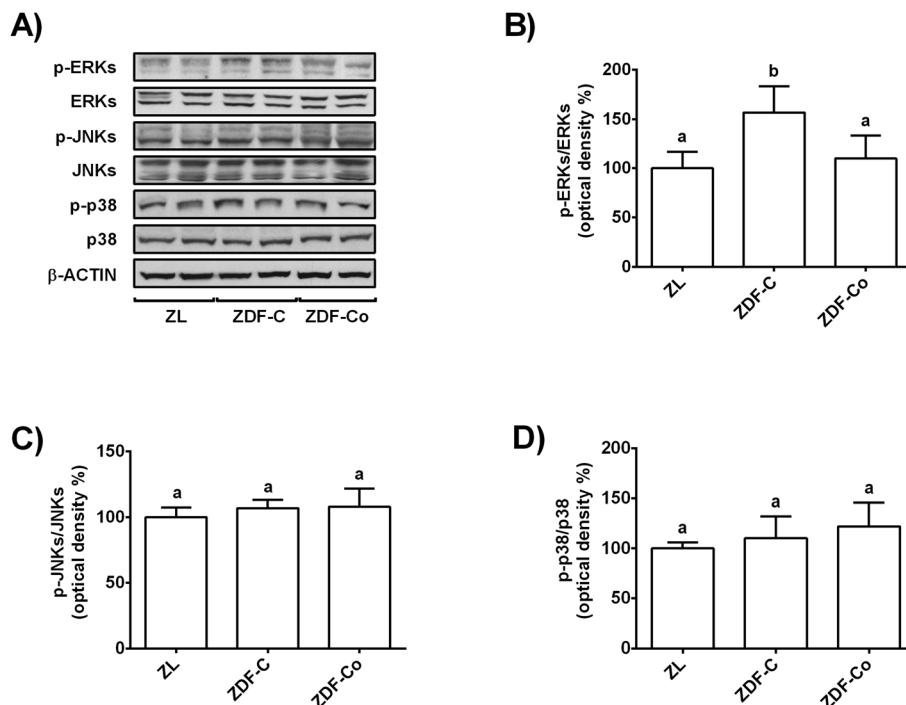 A)
p-ERKs
ERKs
p-JNKs
JNKs
p-p38
p38
β-ACTIN
ZL ZDF-C ZDF-Co
B)
p-ERKs/ERKs
(optical density %)
200
150
100
50
0
a b a
ZL ZDF-C ZDF-Co
C)
p-JNKs/JNKs
(optical density %)
150
100
50
0
a a a
ZL ZDF-C ZDF-Co
D)
p-p38/p38
(optical density %)
200
150
100
50
0
a a a
ZL ZDF-C ZDF-Co